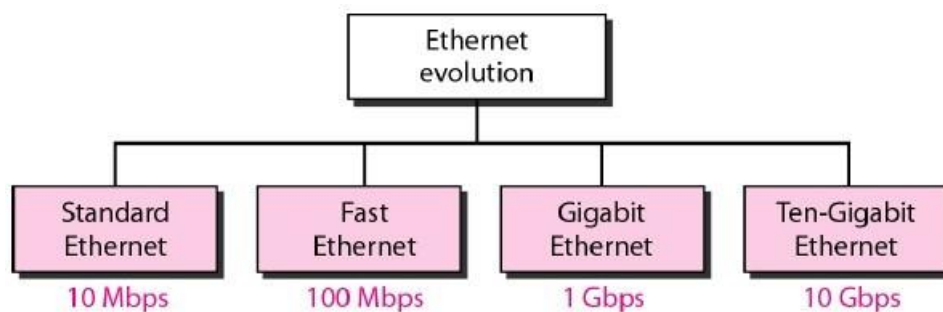 Ethernet
evolution
Standard
Ethernet
Fast
Ethernet
Gigabit
Ethernet
Ten-Gigabit
Ethernet
10 Mbps
100 Mbps
1 Gbps
10 Gbps